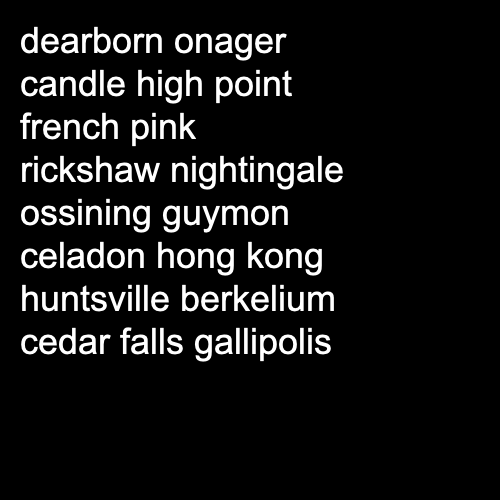 dearborn onager
candle high point
french pink
rickshaw nightingale
ossining guymon
celadon hong kong
huntsville berkelium
cedar falls gallipolis